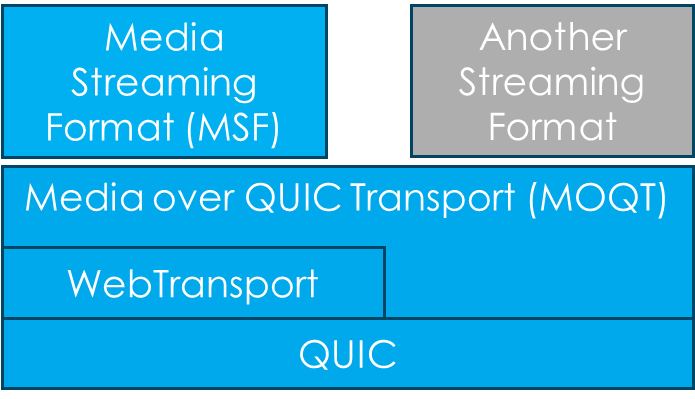 Media
Streaming
Format (MSF)
Another
Streaming
Format
Media over QUIC Transport (MOQT)
WebTransport
QUIC